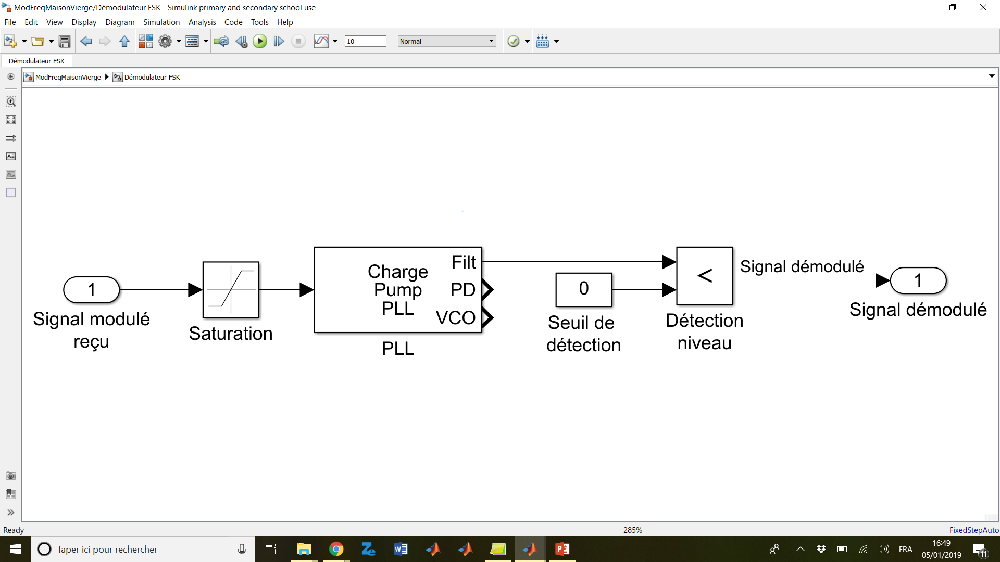 ModFreqMaisonVierge/Démodulateur FSK - Simulink primary and secondary school use
File Edit View Display Diagram Simulation Analysis Code Tools Help
10 Normal
Démodulateur FSK
ModFreqMaisonVierge Démodulateur FSK
1
Signal modulé
reçu
Saturation
Charge
Pump
PLL
Filt
PD
VCO
PLL
0
Seuil de
détection
<
Détection
niveau
Signal démodulé
1
Signal démodulé
Ready 285% FixedStepAuto
Taper ici pour rechercher
FRA
16:49
05/01/2019
11